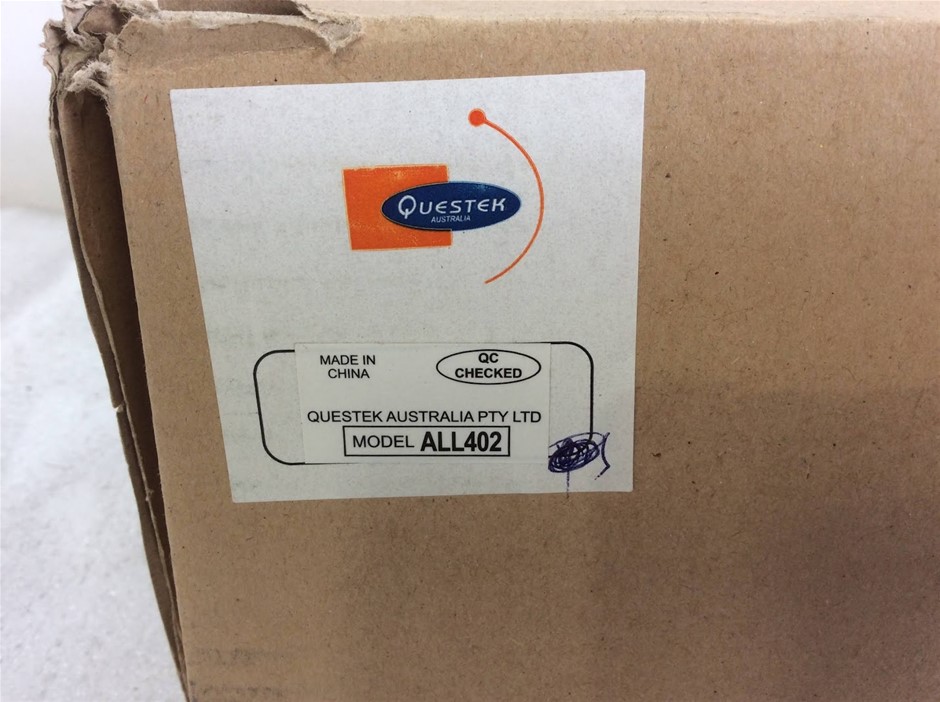 QUESTEK
AUSTRALIA
MADE IN
CHINA
QC
CHECKED
QUESTEK AUSTRALIA PTY LTD
MODEL ALL402